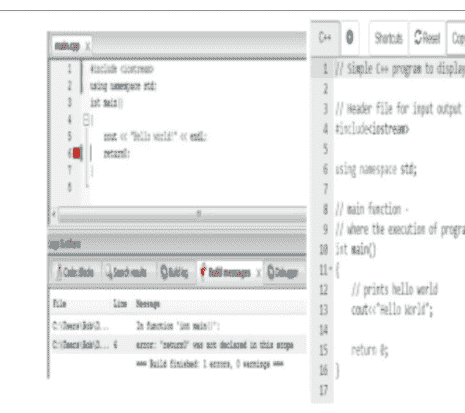 main.cpp X
1 #include <iostream>
2 using namespace std;
3 int main()
4 {
5 cout << "Hello world!" << endl;
6 return0;
7 }
8
Code::Blocks X Search results Build log Build messages X Debugger
File Line Message
C:\Users\Bob\D... In function 'int main()':
C:\Users\Bob\D... 6 error: 'return0' was not declared in this scope
=== Build finished: 1 errors, 0 warnings ===
C++ Shortcuts Reset Cop
1 // Simple C++ program to display
2
3 // Header file for input output
4 #include<iostream>
5
6 using namespace std;
7
8 // main function -
9 // where the execution of progra
10 int main()
11 {
12 // prints hello world
13 cout<<"Hello World";
14
15 return 0;
16 }
17